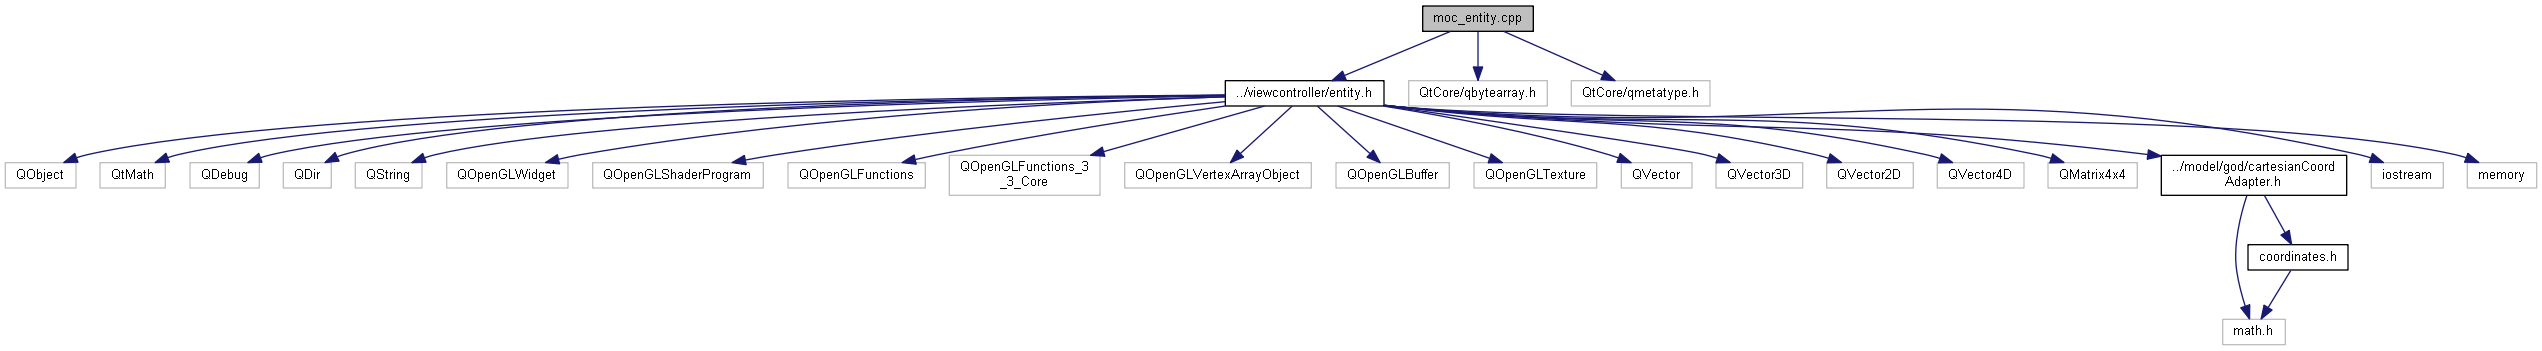 moc_entity.cpp
../viewcontroller/entity.h
QtCore/qbytearray.h
QtCore/qmetatype.h
QObject
QtMath
QDebug
QDir
QString
QOpenGLWidget
QOpenGLShaderProgram
QOpenGLFunctions
QOpenGLFunctions_3
_3_Core
QOpenGLVertexArrayObject
QOpenGLBuffer
QOpenGLTexture
QVector
QVector3D
QVector2D
QVector4D
QMatrix4x4
../model/god/cartesianCoord
Adapter.h
iostream
memory
coordinates.h
math.h